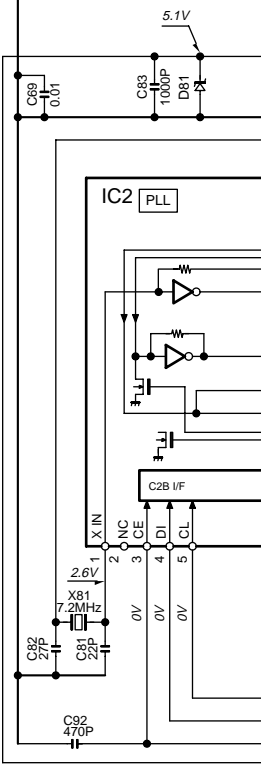 5.1V
C69
0.01
C83
1000P
D81
IC2 PLL
C2B I/F
X IN
NC
CE
DI
CL
1
2
3
4
5
2.6V
0V
0V
0V
X81
7.2MHz
C82
27P
C81
22P
C92
470P